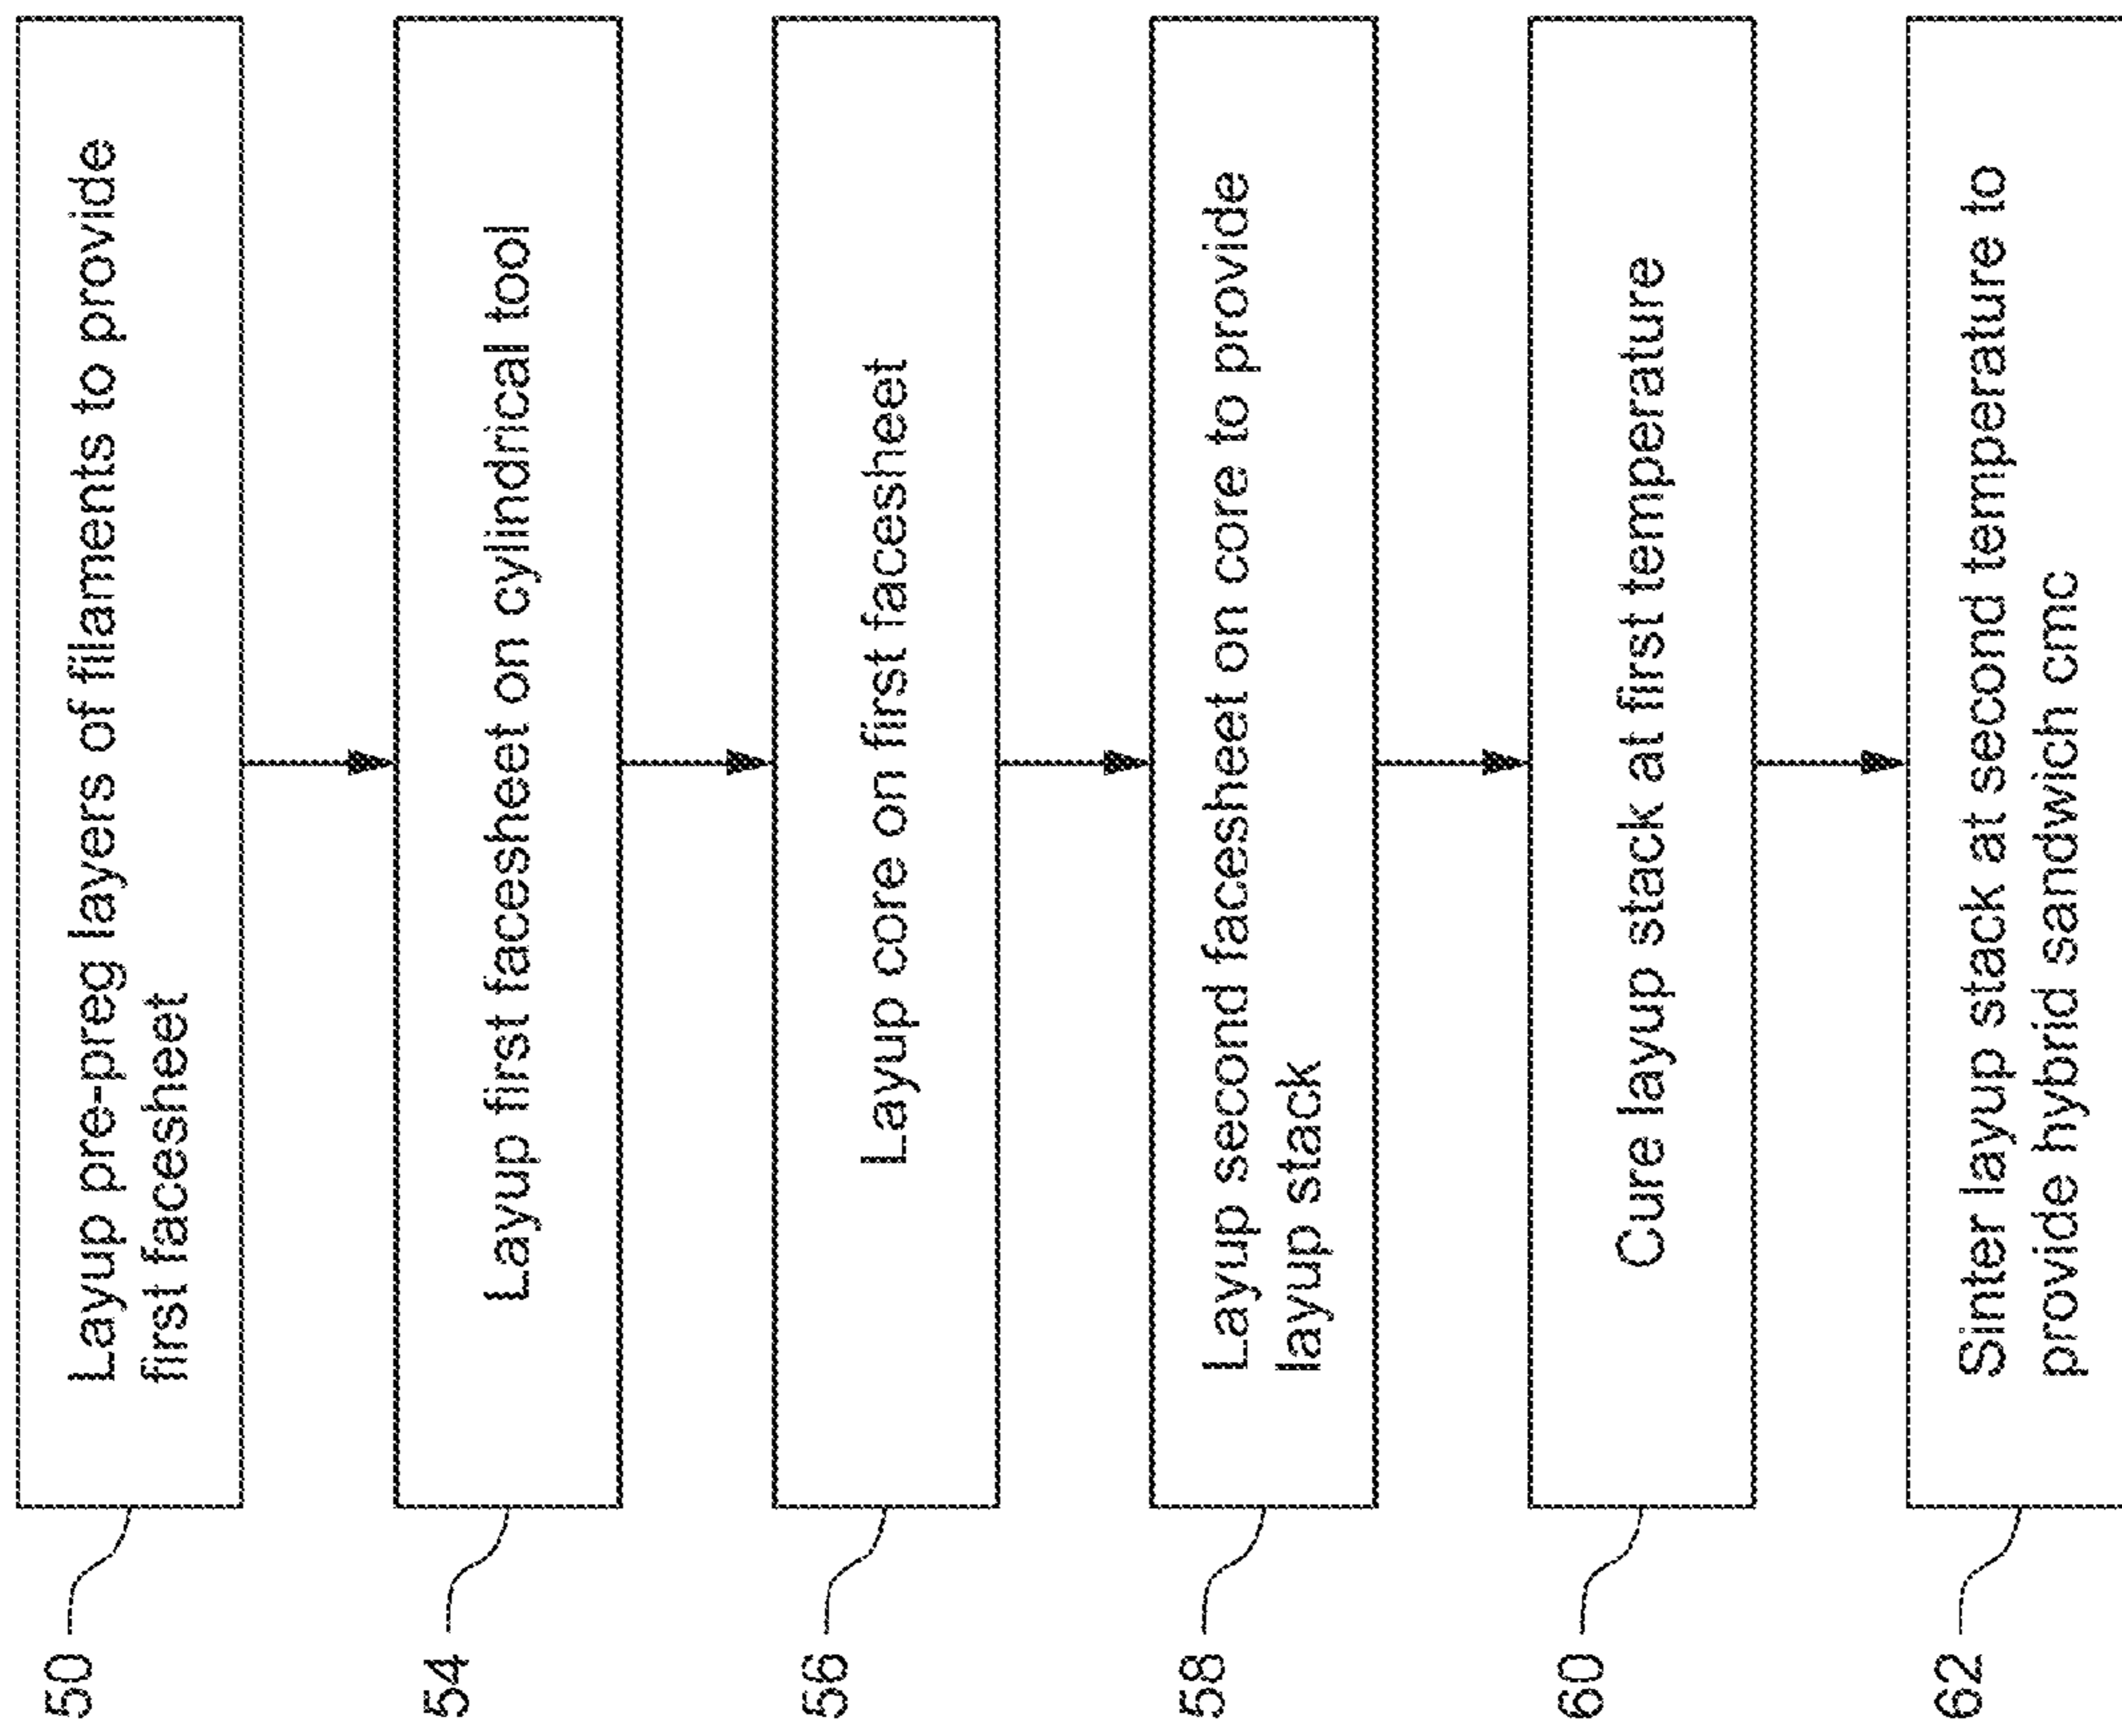 50
Layup pre-preg layers of filaments to provide
first facesheet
54
Layup first facesheet on cylindrical tool
56
Layup core on first facesheet
58
Layup second facesheet on core to provide
layup stack
60
Cure layup stack at first temperature
62
Sinter layup stack at second temperature to
provide hybrid sandwich cmc